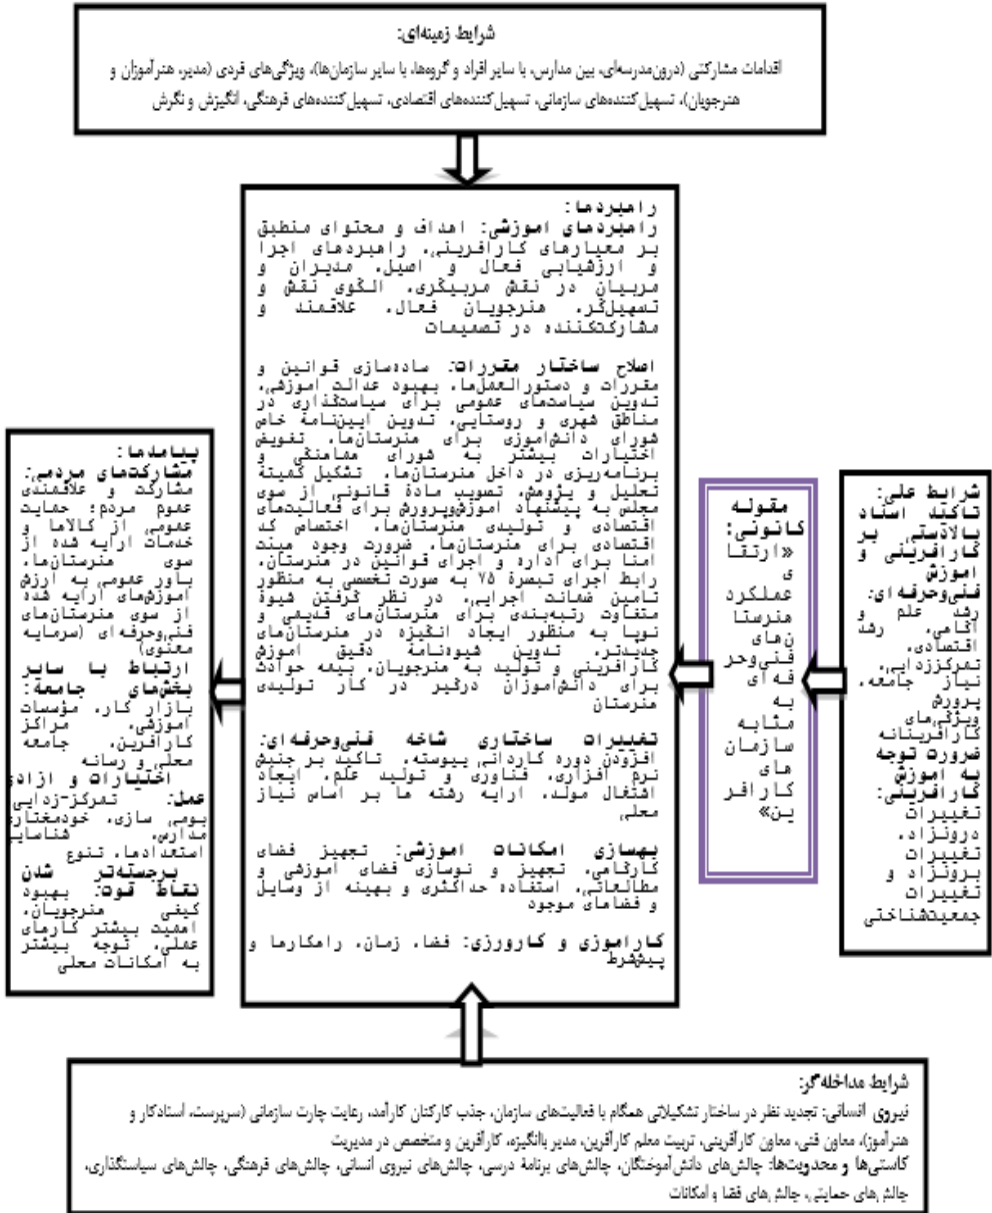 شرایط زمینه‌ای:
اقدامات مشارکتی (درون‌مدرسه‌ای، بین مدارس، با سایر افراد و گروه‌ها، با سایر سازمان‌ها)، ویژگی‌های فردی (مدیر، هنرآموزان و
هنرجویان)، تسهیل‌کننده‌های سازمانی، تسهیل‌کننده‌های اقتصادی، تسهیل‌کننده‌های فرهنگی، انگیزش و نگرش
شرایط علی:
تاکند اسناد
بالادستی بر
کارآفرینی و
آموزش
فنی‌وحرفه‌ای:
رشد علم و
آگاهی، رشد
اقتصادی،
تمرکززدایی،
نیاز جامعه،
پرورش
ویژگی‌های
کارآفرینانه
ضرورت توجه
به آموزش
کارآفرینی:
تغییرات
درونزاد،
تغییرات
برونزاد و
تغییرات
جمعیت‌شناختی
مقوله
کانونی:
«ارتقا
ی
عملکرد
هنرستا
ن‌های
فنی‌وحر
فه‌ای
به
مثابه
سازمان
های
کارآفر
ین»
راهبردها:
راهبردهای آموزشی: اهداف و محتوای منطبق
بر معیارهای کارآفرینی، راهبردهای اجرا
و ارزشیابی فعال و اصیل، مدیران و
مربیان در نقش مربیگری، الگوی نقش و
تسهیل‌گر، هنرجویان فعال، علاقمند و
مشارکت‌کننده در تصمیمات
اصلاح ساختار مقررات: ساده‌سازی قوانین و
مقررات و دستورالعمل‌ها، بهبود عدالت آموزشی،
تدوین سیاست‌های عمومی برای سیاست‌گذاری در
مناطق شهری و روستایی، تدوین آیین‌نامهٔ خاص
شورای دانش‌آموزی برای هنرستان‌ها، تفویض
اختیارات بیشتر به شورای هماهنگی و
برنامه‌ریزی در داخل هنرستان‌ها، تشکیل کمیتهٔ
تحلیل و پژوهش، تصویب مادهٔ قانونی از سوی
مجلس به پیشنهاد آموزش‌وپرورش برای فعالیت‌های
اقتصادی و تولیدی هنرستان‌ها، اختصاص کد
اقتصادی برای هنرستان‌ها، ضرورت وجود هیئت
امنا برای اداره و اجرای قوانین در هنرستان،
رابط اجرای تبصرهٔ ۷۵ به صورت تخصصی به منظور
تامین ضمانت اجرایی، در نظر گرفتن شیوهٔ
متفاوت رتبه‌بندی برای هنرستان‌های قدیمی و
نوپا به منظور ایجاد انگیزه در هنرستان‌های
جدیدتر، تدوین شیوه‌نامهٔ دقیق آموزش
کارآفرینی و تولید به هنرجویان، بیمه حوادث
برای دانش‌آموزان درگیر در کار تولیدی
هنرستان
تغییرات ساختاری شاخه فنی‌وحرفه‌ای:
افزودن دوره کاردانی پیوسته، تاکید بر جنبش
نرم افزاری، فناوری و تولید علم، ایجاد
اشتغال مولد، ارایه رشته ها بر اساس نیاز
محلی
بهسازی امکانات آموزشی: تجهیز فضای
کارگاهی، تجهیز و نوسازی فضای آموزشی و
مطالعاتی، استفاده حداکثری و بهینه از وسایل
و فضاهای موجود
کارآموزی و کارورزی: فضا، زمان، راهکارها و
پیش‌شرط
پیامدها:
مشارکت‌های مردمی:
مشارکت و علاقمندی
عموم مردم؛ حمایت
عمومی از کالاها و
خدمات ارایه شده از
سوی هنرستان‌ها،
باور عمومی به ارزش
آموزش‌های ارایه شده
از سوی هنرستان‌های
فنی‌وحرفه‌ای (سرمایه
معنوی)
ارتباط با سایر
بخش‌های جامعه:
بازار کار، مؤسسات
آموزشی، مراکز
کارآفرین، جامعه
محلی و رسانه
اختیارات و آزادی
عمل: تمرکز-زدایی،
بومی سازی، خودمختاری
مدارس، شناسایی
استعدادها، تنوع
برجسته‌تر شدن
نقاط قوت: بهبود
کیفی هنرجویان،
اهمیت بیشتر کارهای
عملی، توجه بیشتر
به امکانات محلی
شرایط مداخله‌گر:
نیروی انسانی: تجدید نظر در ساختار تشکیلاتی همگام با فعالیت‌های سازمان، جذب کارکنان کارآمد، رعایت چارت سازمانی (سرپرست، استادکار و
هنرآموز)، معاون فنی، معاون کارآفرینی، تربیت معلم کارآفرین، مدیر باانگیزه، کارآفرین و متخصص در مدیریت
کاستی‌ها و محدویت‌ها: چالش‌های دانش‌آموختگان، چالش‌های برنامهٔ درسی، چالش‌های نیروی انسانی، چالش‌های فرهنگی، چالش‌های سیاستگذاری،
چالش‌های حمایتی، چالش‌های فضا و امکانات